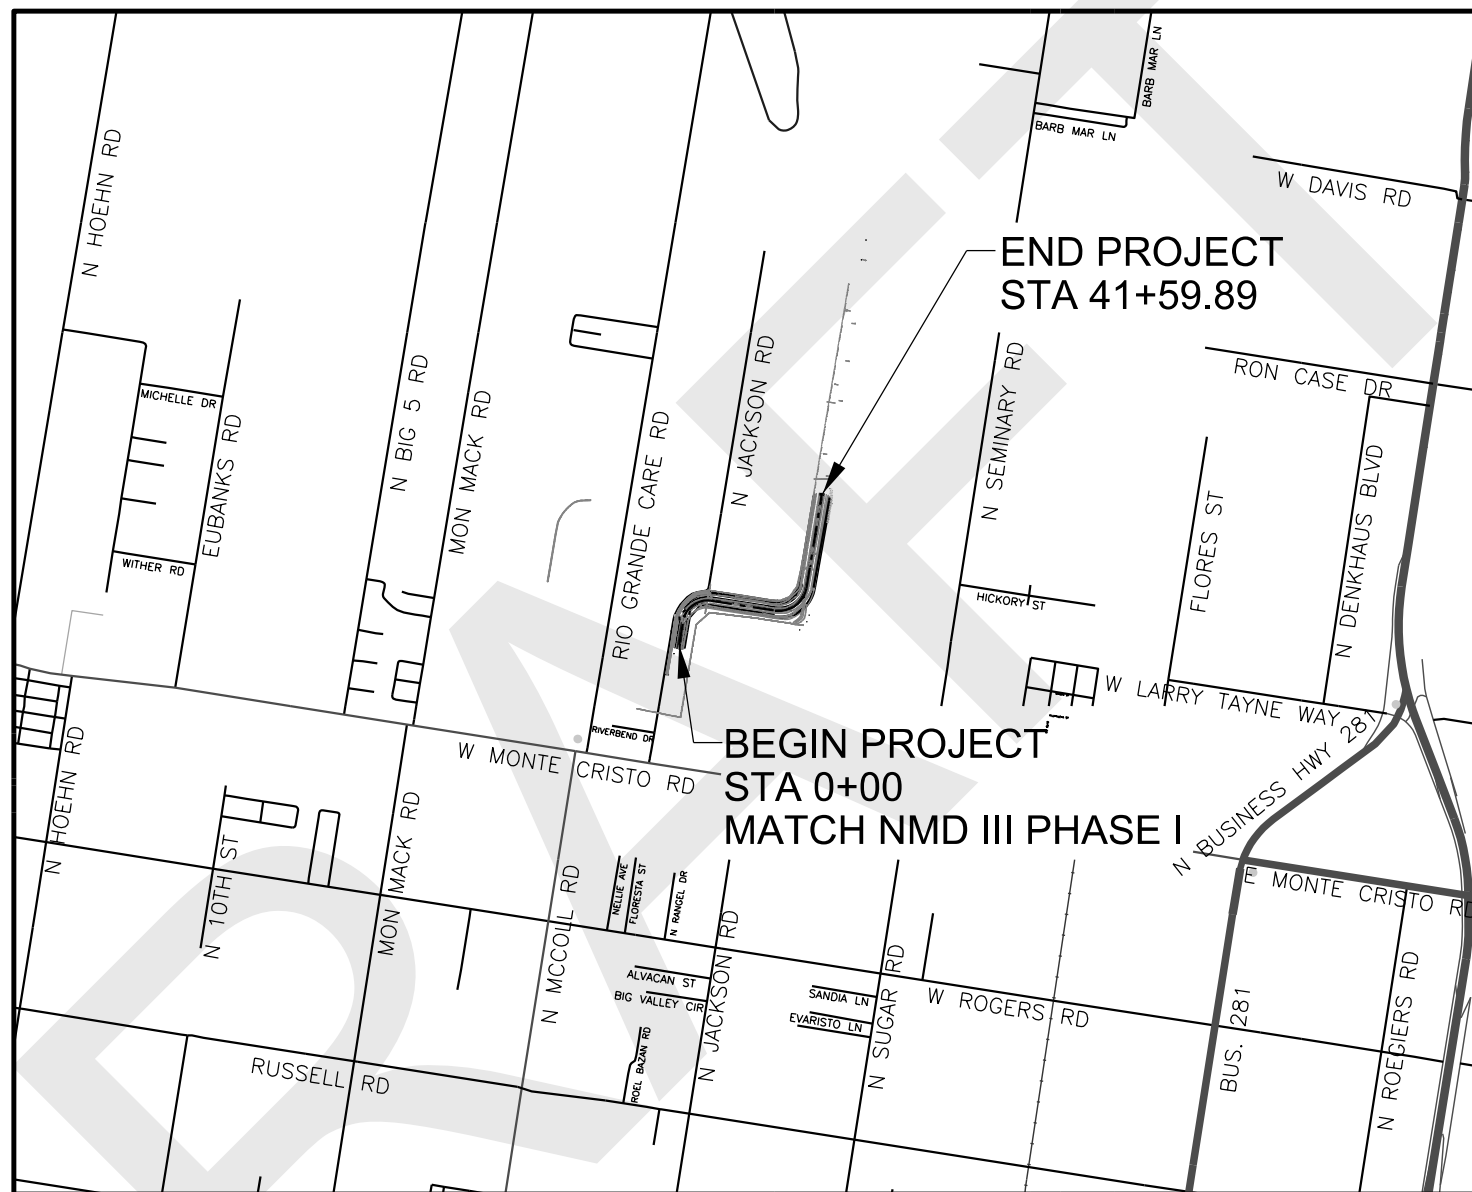 BARB MAR LN
BARB MAR LN
W DAVIS RD
N HOEHN RD
END PROJECT
STA 41+59.89
N JACKSON RD
N SEMINARY RD
RON CASE DR
MICHELLE DR
EUBANKS RD
N BIG 5 RD
MON MACK RD
RIO GRANDE CARE RD
FLORES ST
N DENKHAUS BLVD
WITHER RD
HICKORY ST
W LARRY TAYNE WAY
RIVERBEND DR
BEGIN PROJECT
STA 0+00
MATCH NMD III PHASE I
W MONTE CRISTO RD
N HOEHN RD
N BUSINESS HWY 281
E MONTE CRISTO RD
N 10TH ST
MON MACK RD
N MCCOLL RD
NELLIE AVE
FLORESTA ST
N RANGEL DR
ALVACAN ST
BIG VALLEY CIR
N JACKSON RD
SANDIA LN
EVARISTO LN
N SUGAR RD
W ROGERS RD
ROEL BAZAN RD
RUSSELL RD
BUS. 281
N ROEGIERS RD
DRAFT